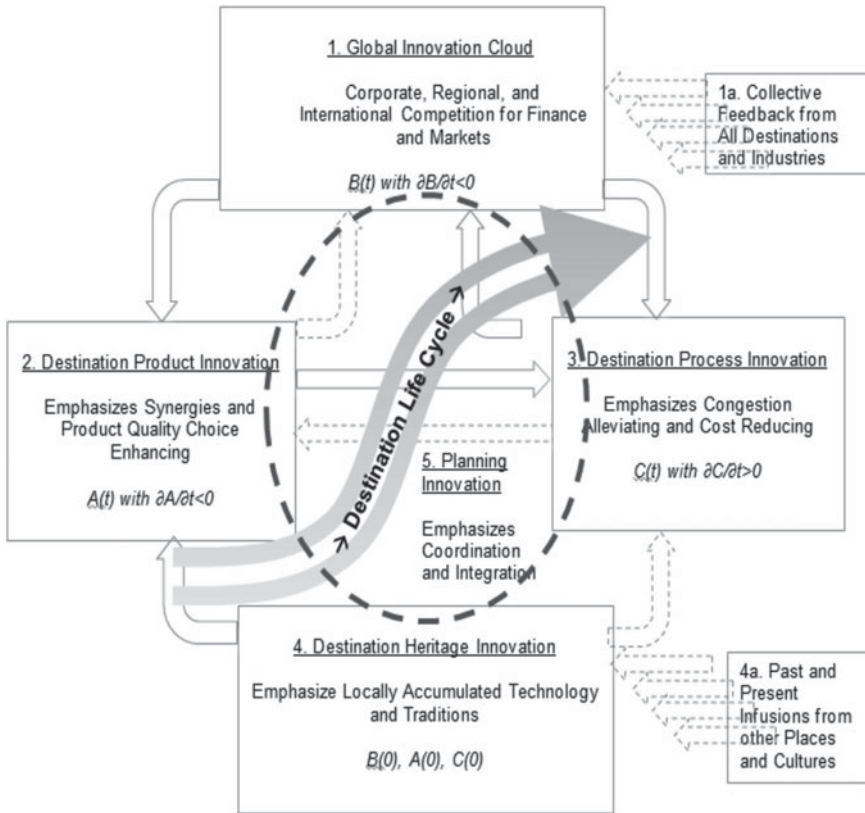 1. Global Innovation Cloud
Corporate, Regional, and
International Competition for Finance
and Markets
B(t) with ∂B/∂t<0
1a. Collective
Feedback from
All Destinations
and Industries
2. Destination Product Innovation
Emphasizes Synergies and
Product Quality Choice
Enhancing
A(t) with ∂A/∂t<0
→ Destination Life Cycle →
3. Destination Process Innovation
Emphasizes Congestion
Alleviating and Cost Reducing
C(t) with ∂C/∂t>0
5. Planning
Innovation
Emphasizes
Coordination
and Integration
4. Destination Heritage Innovation
Emphasize Locally Accumulated Technology
and Traditions
B(0), A(0), C(0)
4a. Past and
Present
Infusions from
other Places
and Cultures